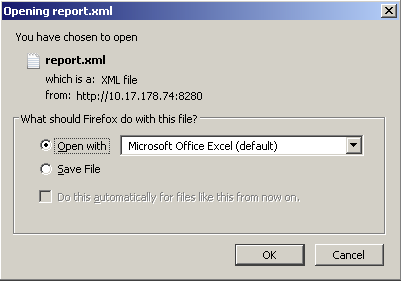 Opening report.xml
You have chosen to open
report.xml
which is a: XML file
from: http://10.17.178.74:8280
What should Firefox do with this file?
Open with Microsoft Office Excel (default)
Save File
Do this automatically for files like this from now on.
OK Cancel